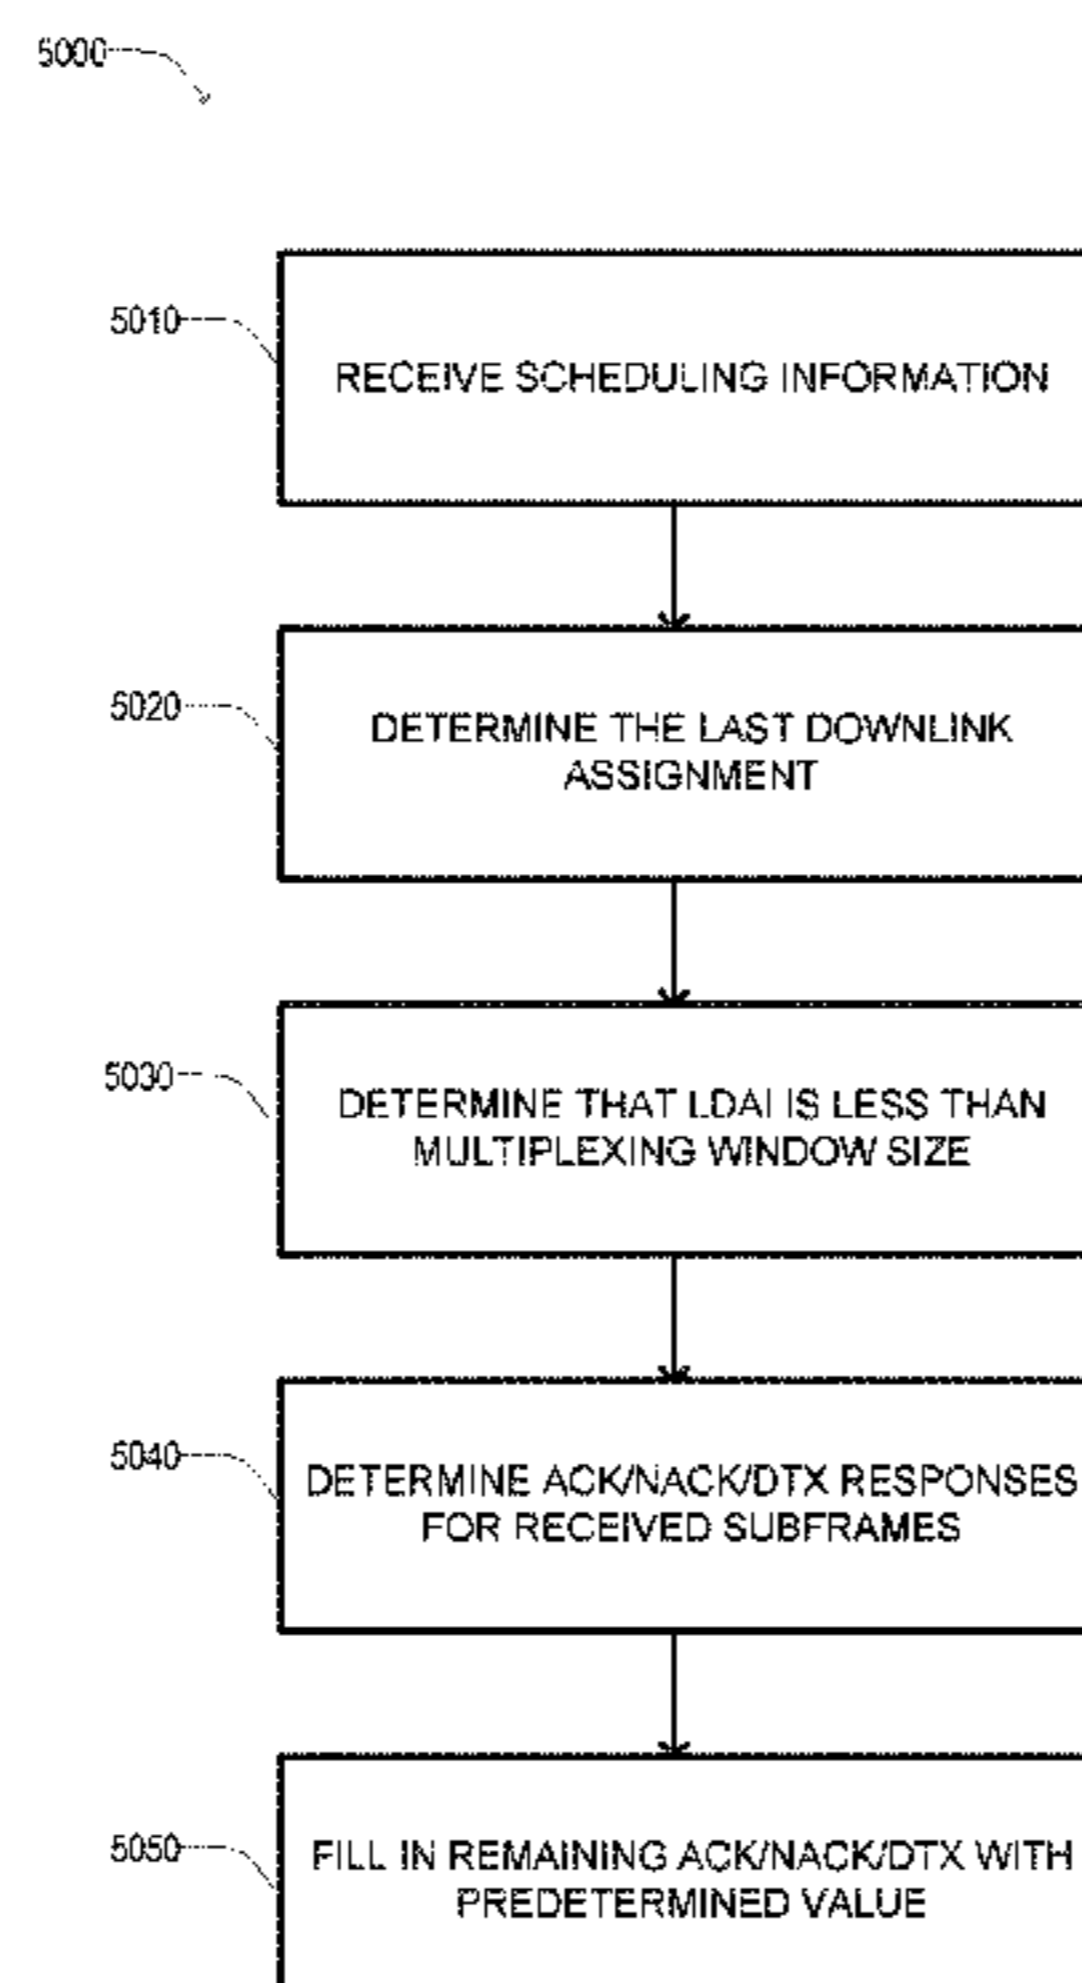 5000
5010
RECEIVE SCHEDULING INFORMATION
5020
DETERMINE THE LAST DOWNLINK
ASSIGNMENT
5030
DETERMINE THAT LDAI IS LESS THAN
MULTIPLEXING WINDOW SIZE
5040
DETERMINE ACK/NACK/DTX RESPONSES
FOR RECEIVED SUBFRAMES
5050
FILL IN REMAINING ACK/NACK/DTX WITH
PREDETERMINED VALUE